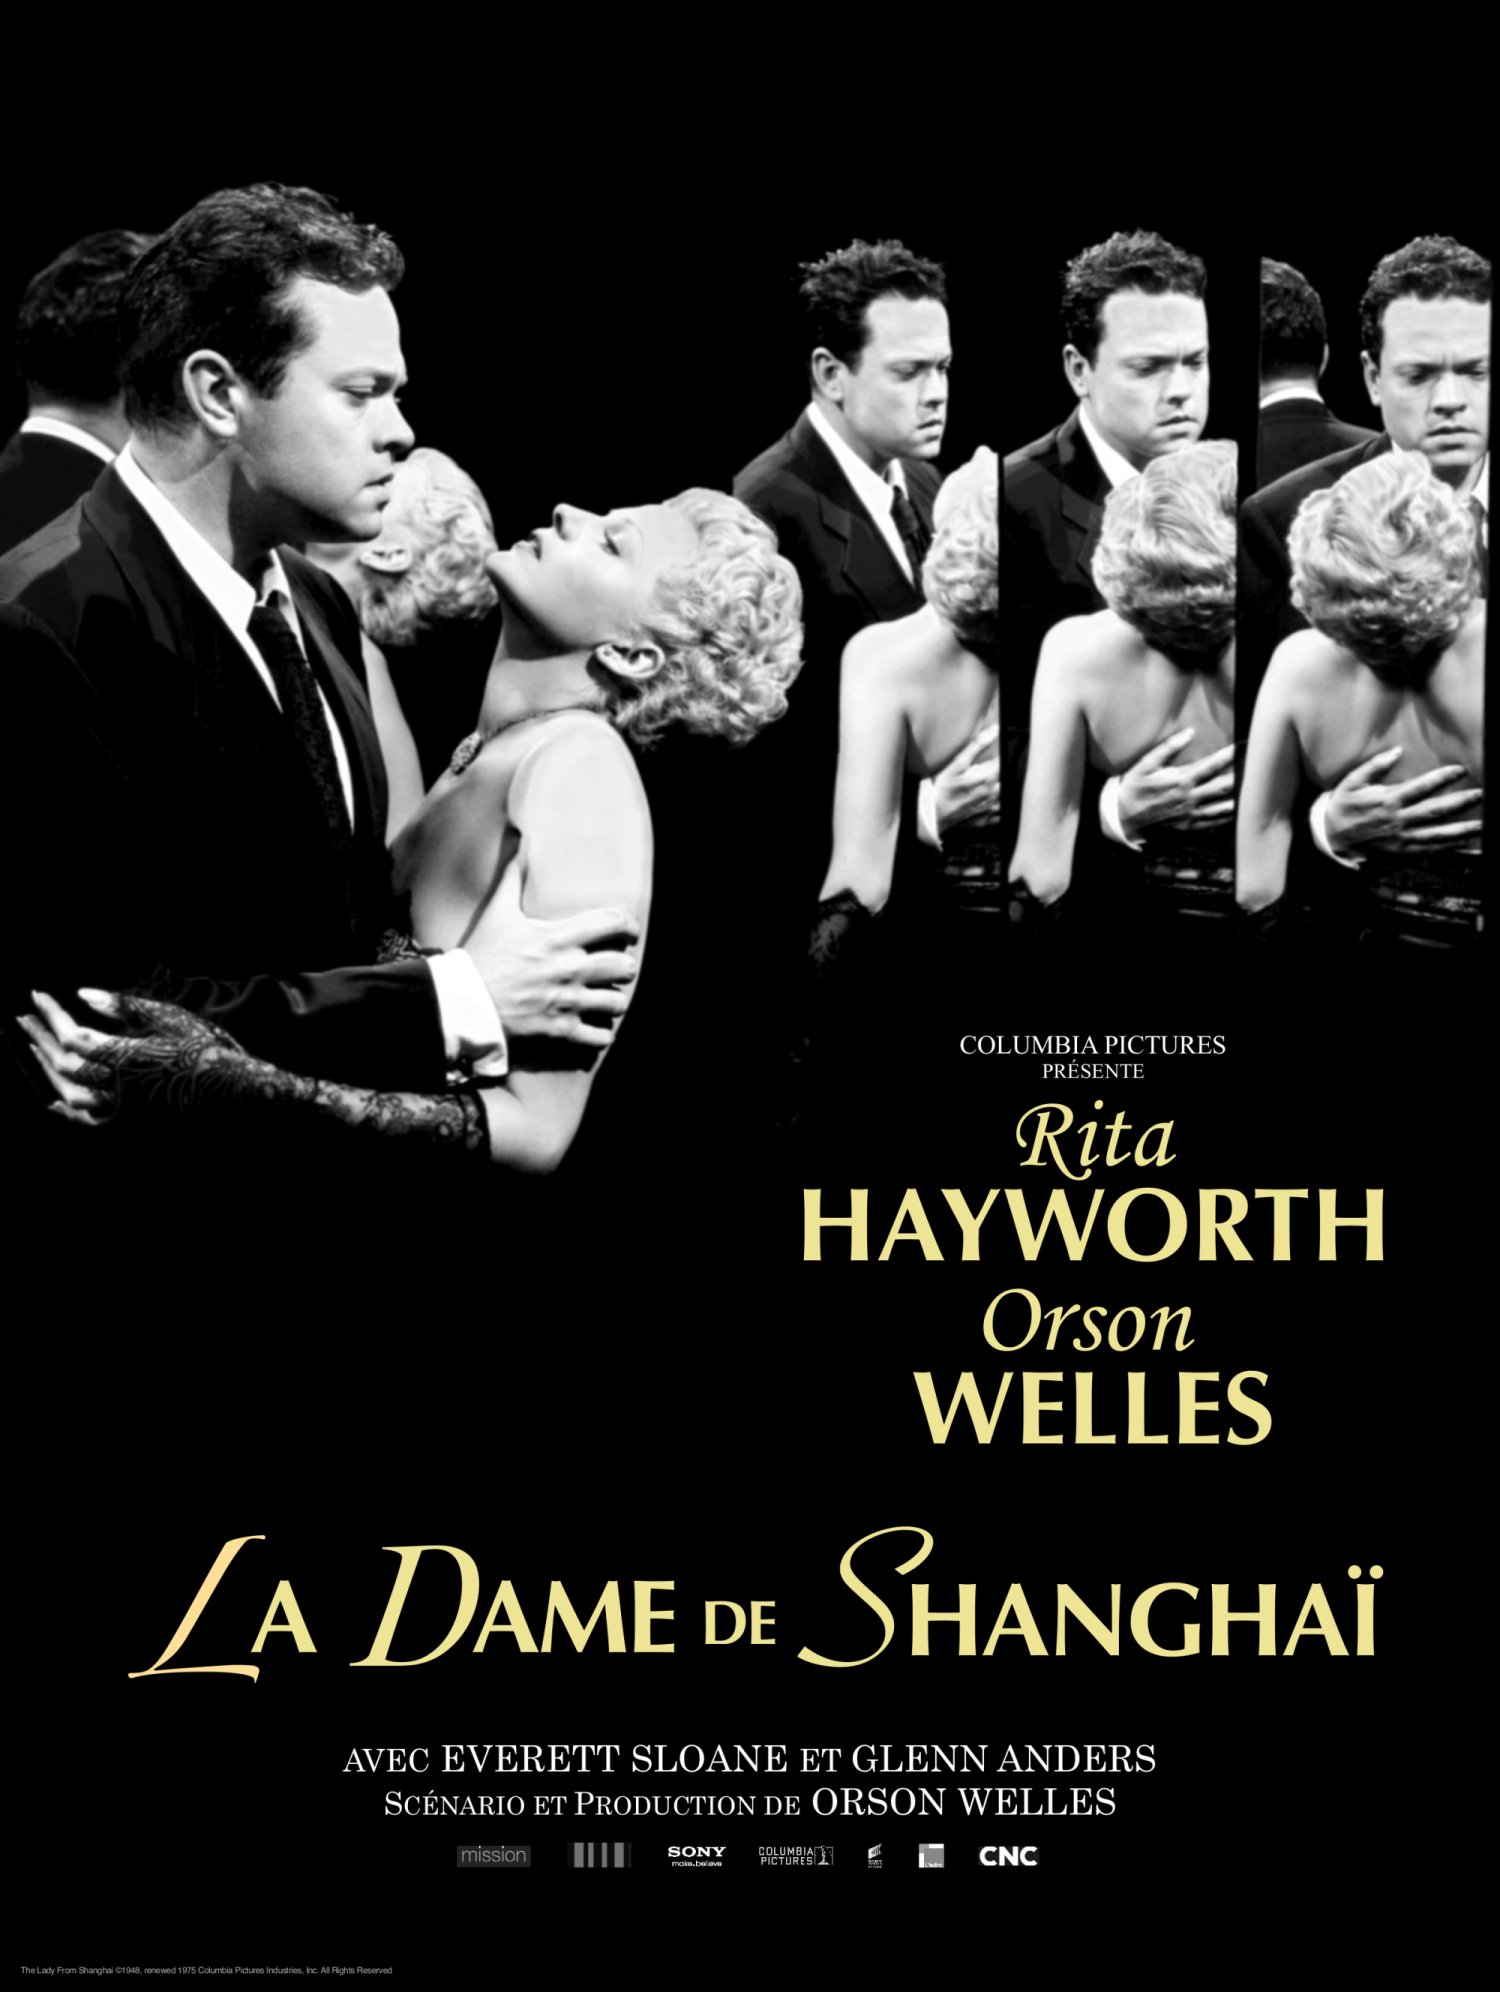 COLUMBIA PICTURES
PRÉSENTE
Rita
HAYWORTH
Orson
WELLES
LA DAME DE SHANGHAÏ
AVEC EVERETT SLOANE ET GLENN ANDERS
SCÉNARIO ET PRODUCTION DE ORSON WELLES
mission
SONY
make.believe
COLUMBIA
PICTURES
CNC
The Lady From Shanghai ©1948, renewed 1975 Columbia Pictures Industries, Inc. All Rights Reserved